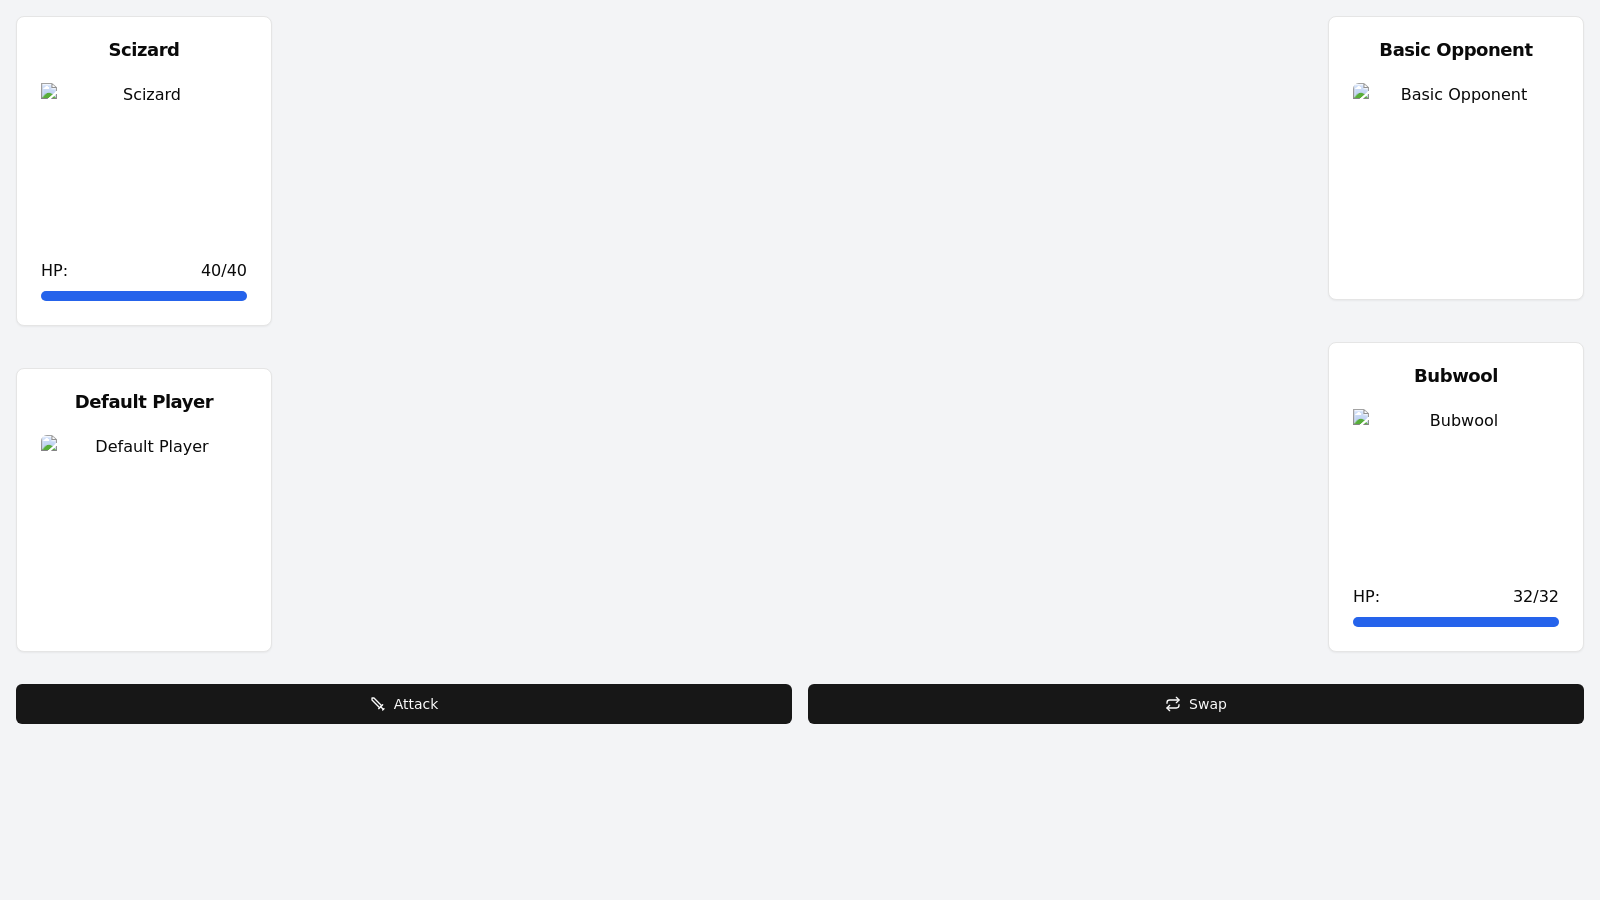 Scizard
Scizard
HP: 40/40
Default Player
Default Player
Basic Opponent
Basic Opponent
Bubwool
Bubwool
HP: 32/32
Attack
Swap